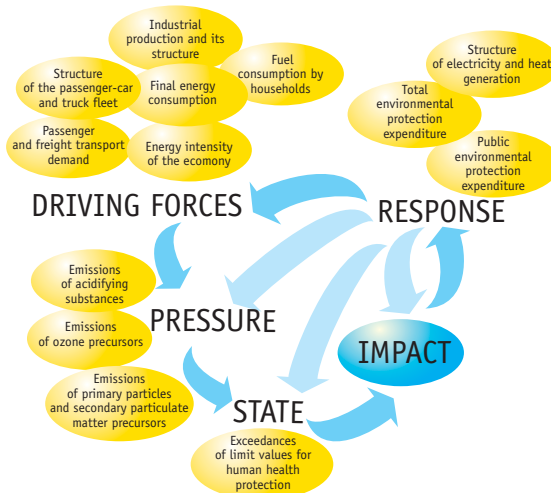 Industrial
production and its
structure
Fuel
consumption by
households
Structure
of the passenger-car
and truck fleet
Final energy
consumption
Passenger
and freight transport
demand
Energy intensity
of the ecomony
Structure
of electricity and heat
generation
Total
environmental
protection
expenditure
Public
environmental
protection
expenditure
DRIVING FORCES
RESPONSE
Emissions
of acidifying
substances
Emissions
of ozone precursors
Emissions
of primary particles
and secondary particulate
matter precursors
PRESSURE
IMPACT
STATE
Exceedances
of limit values for
human health
protection